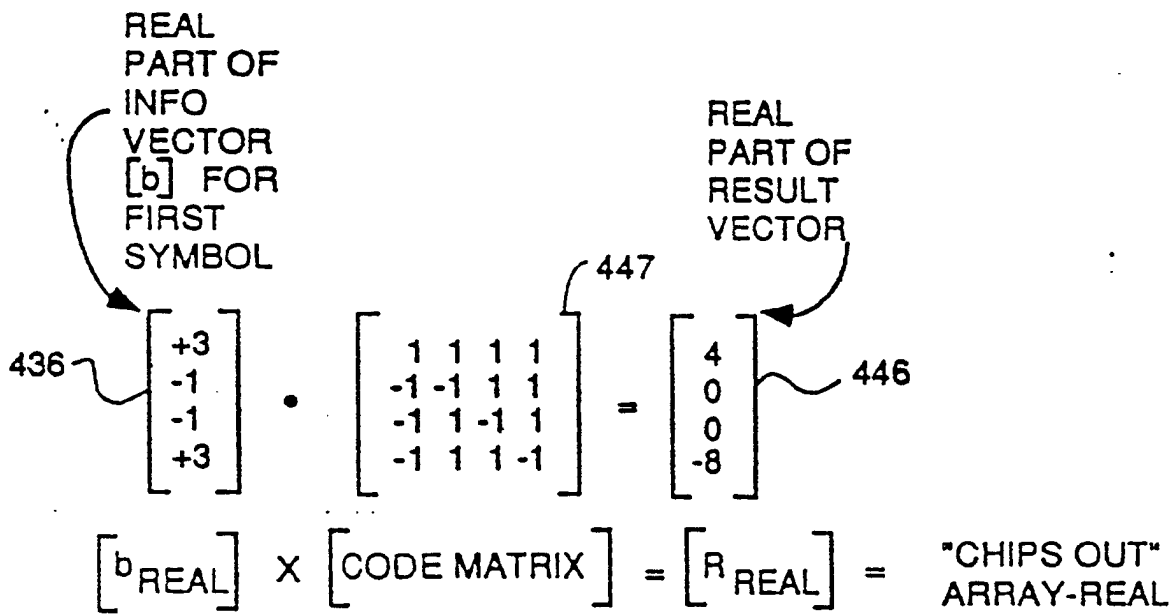 REAL
PART OF
INFO
VECTOR
[b] FOR
FIRST
SYMBOL
REAL
PART OF
RESULT
VECTOR
447
436
+3
-1
-1
+3
•
1 1 1 1
-1 -1 1 1
-1 1 -1 1
-1 1 1 -1
=
4
0
0
-8
446
[b REAL] X [CODE MATRIX] = [R REAL] = "CHIPS OUT"
ARRAY-REAL